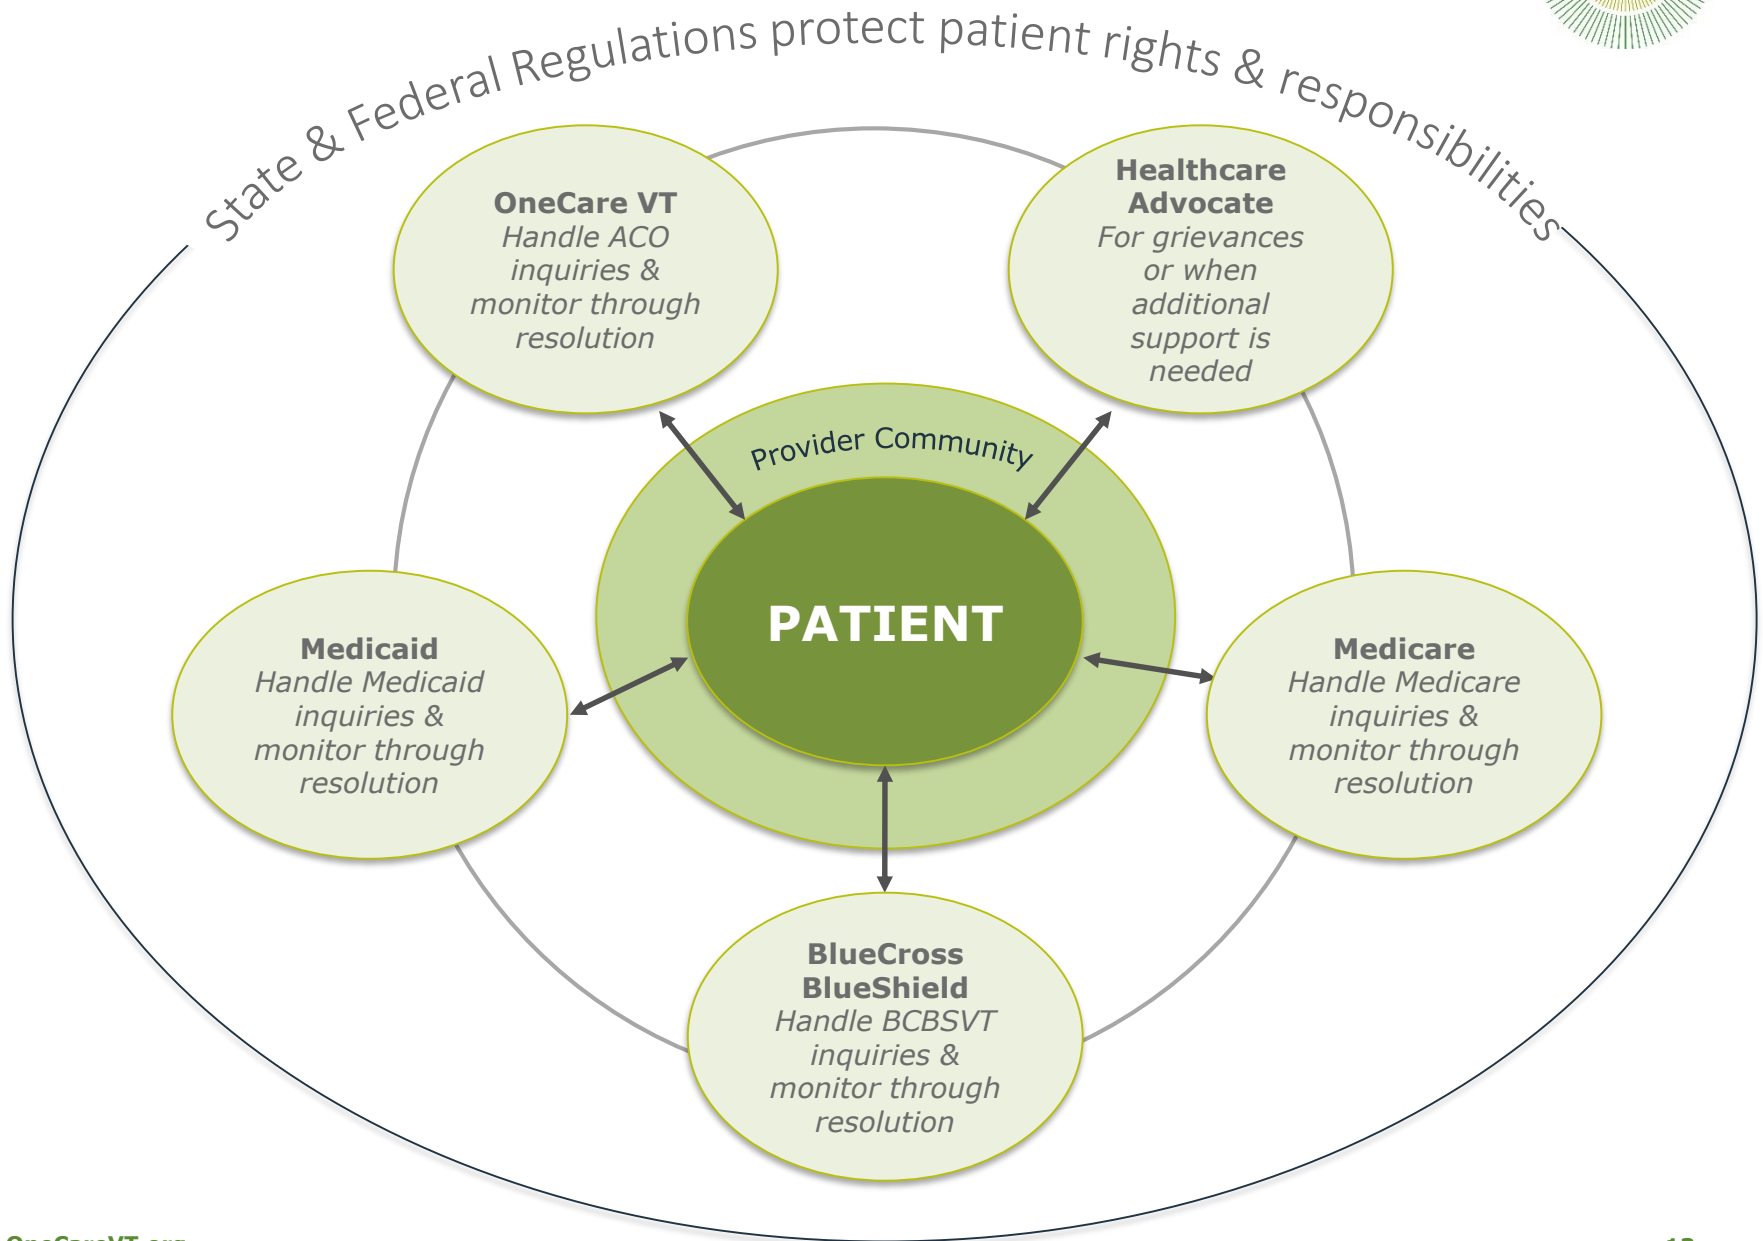 State & Federal Regulations protect patient rights & responsibilities
OneCare VT
Handle ACO
inquiries &
monitor through
resolution
Healthcare
Advocate
For grievances
or when
additional
support is
needed
Provider Community
PATIENT
Medicaid
Handle Medicaid
inquiries &
monitor through
resolution
Medicare
Handle Medicare
inquiries &
monitor through
resolution
BlueCross
BlueShield
Handle BCBSVT
inquiries &
monitor through
resolution
OneCareVT.org